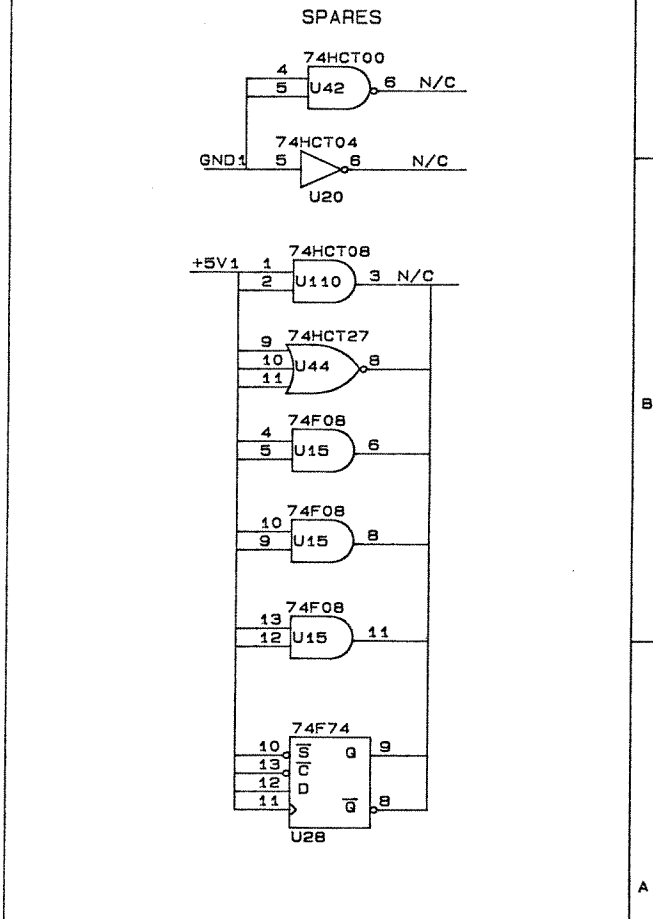 SPARES
74HCT00
4
5
U42
6 N/C
74HCT04
GND1 5
6 N/C
U20
74HCT08
+5V1 1
2
U110
3 N/C
74HCT27
9
10
11
U44
8
74F08
4
5
U15
6
B
74F08
10
9
U15
8
74F08
13
12
U15
11
74F74
10 S̅ Q 9
13 C̅
12 D
11 Q̅ 8
U28
A